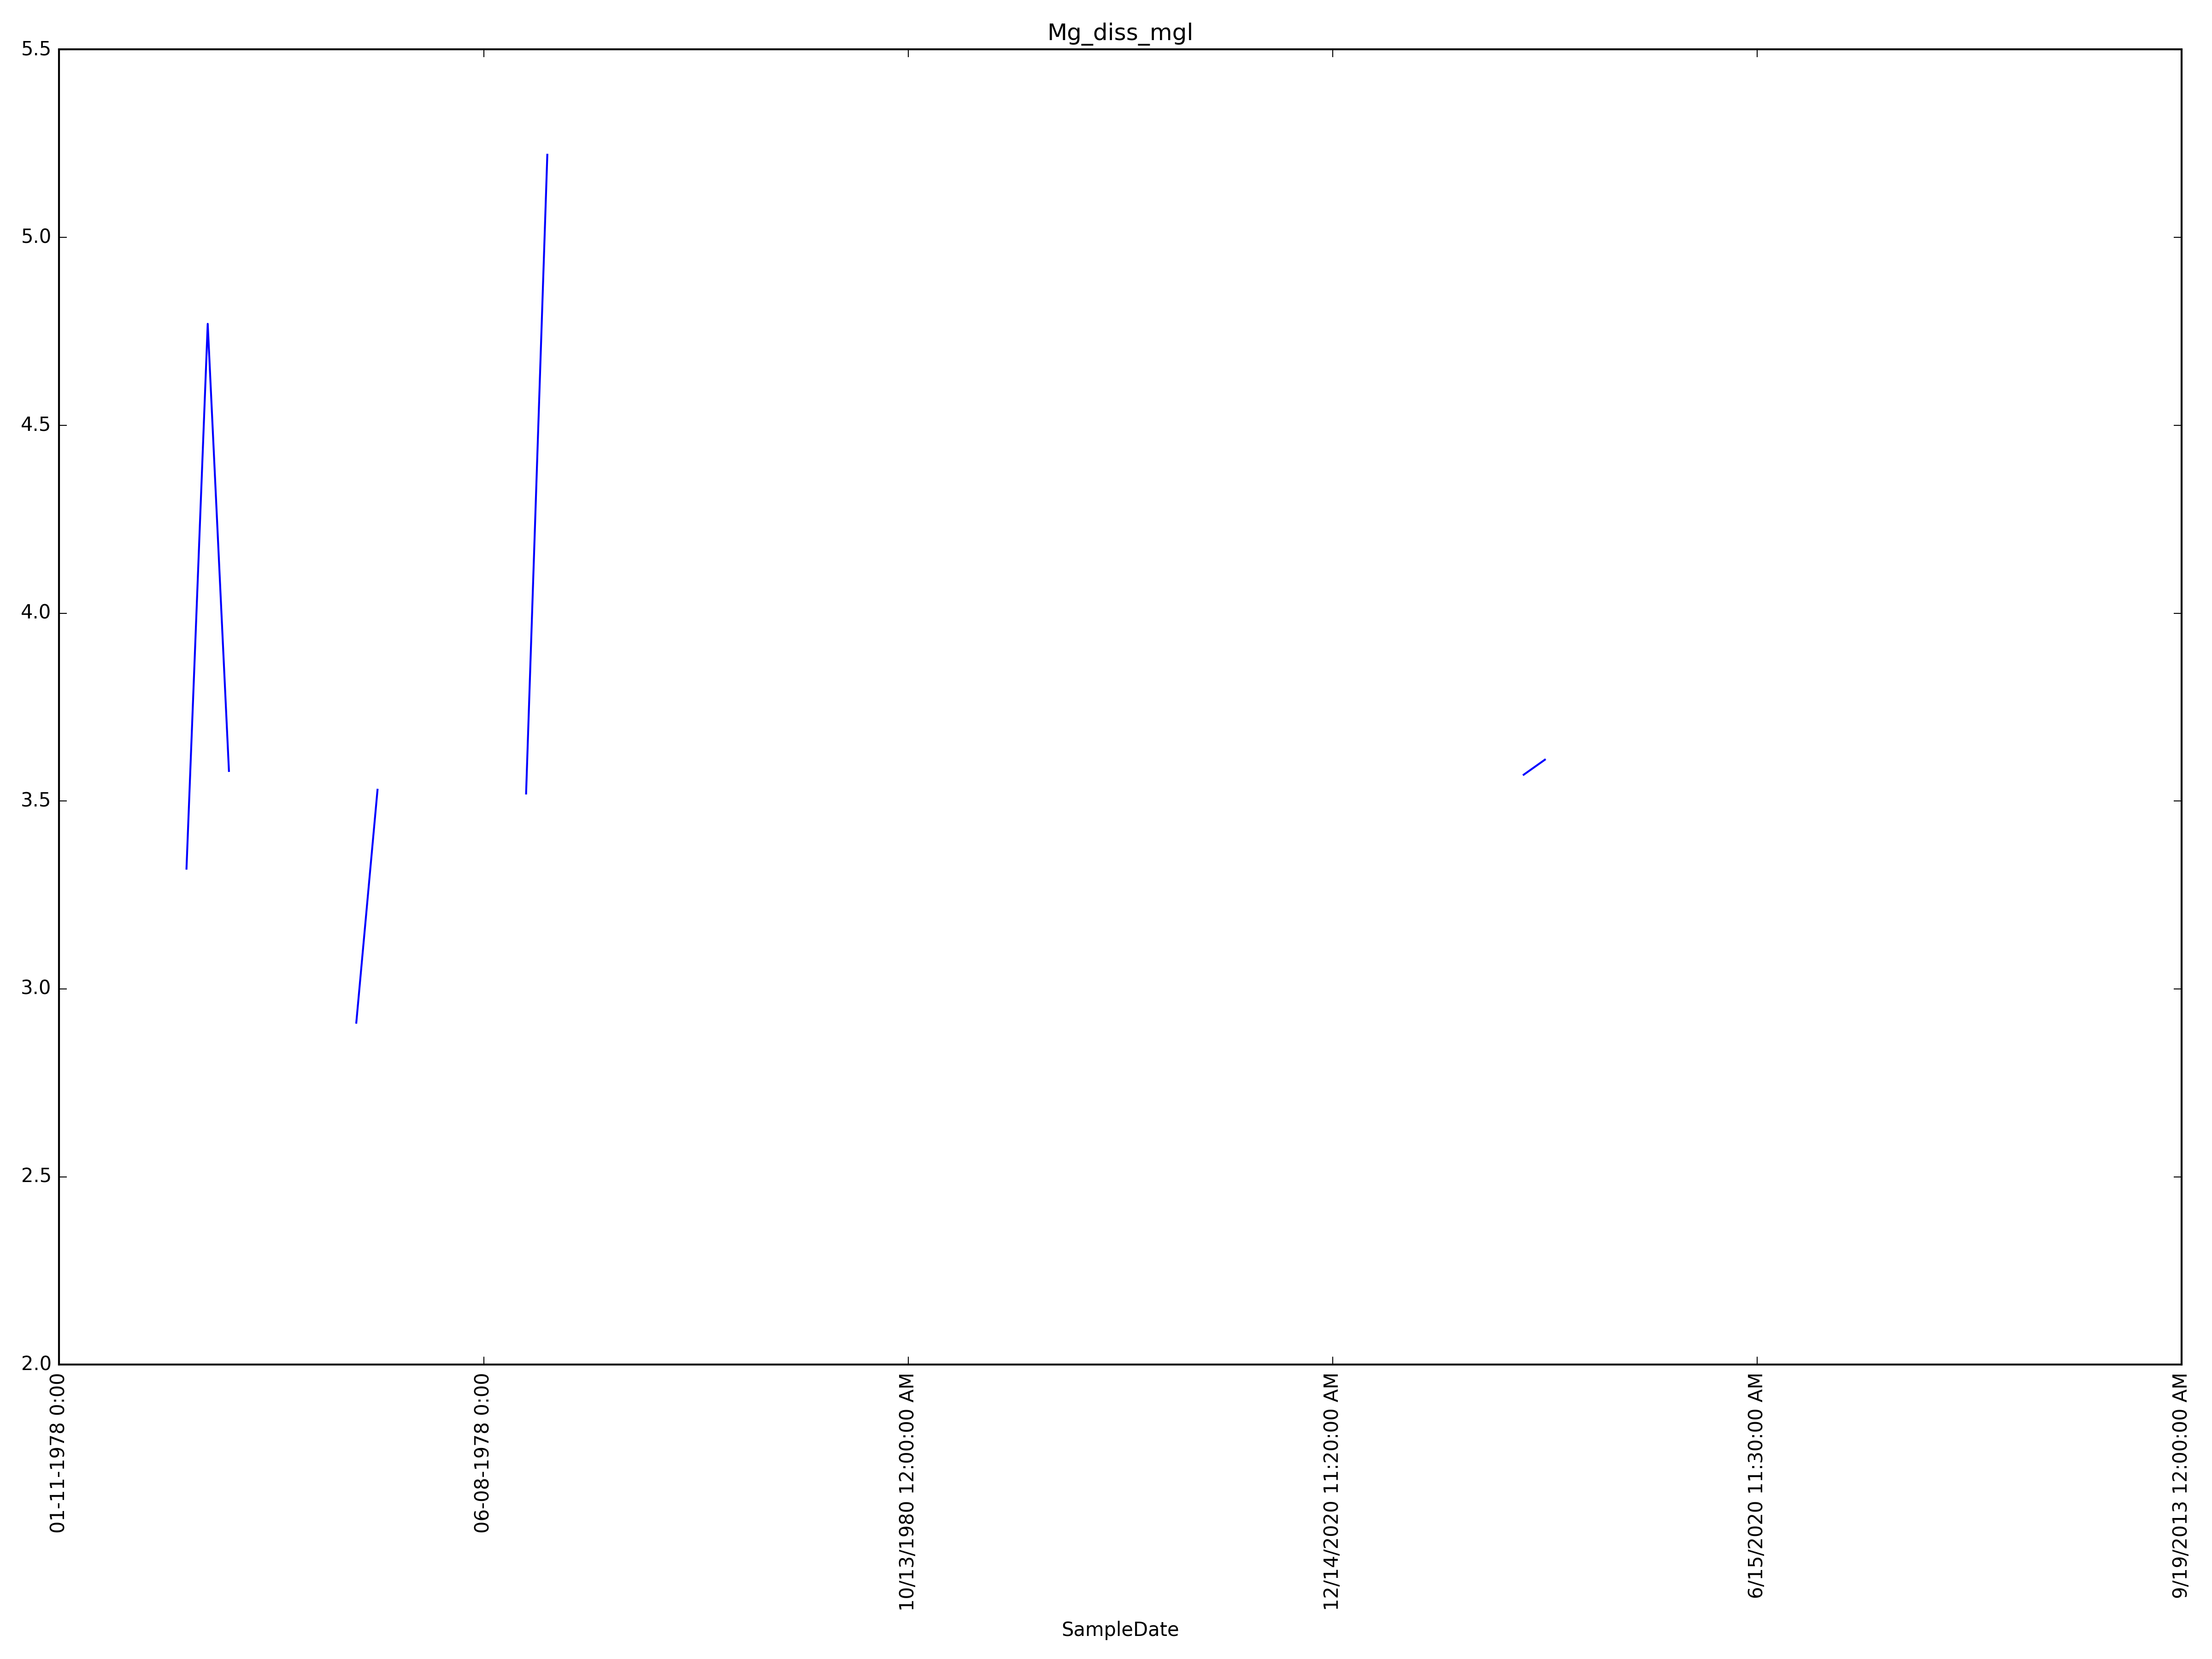 Mg_diss_mgl
5.5
5.0
4.5
4.0
3.5
3.0
2.5
2.0
01-11-1978 0:00
06-08-1978 0:00
10/13/1980 12:00:00 AM
12/14/2020 11:20:00 AM
6/15/2020 11:30:00 AM
9/19/2013 12:00:00 AM
SampleDate